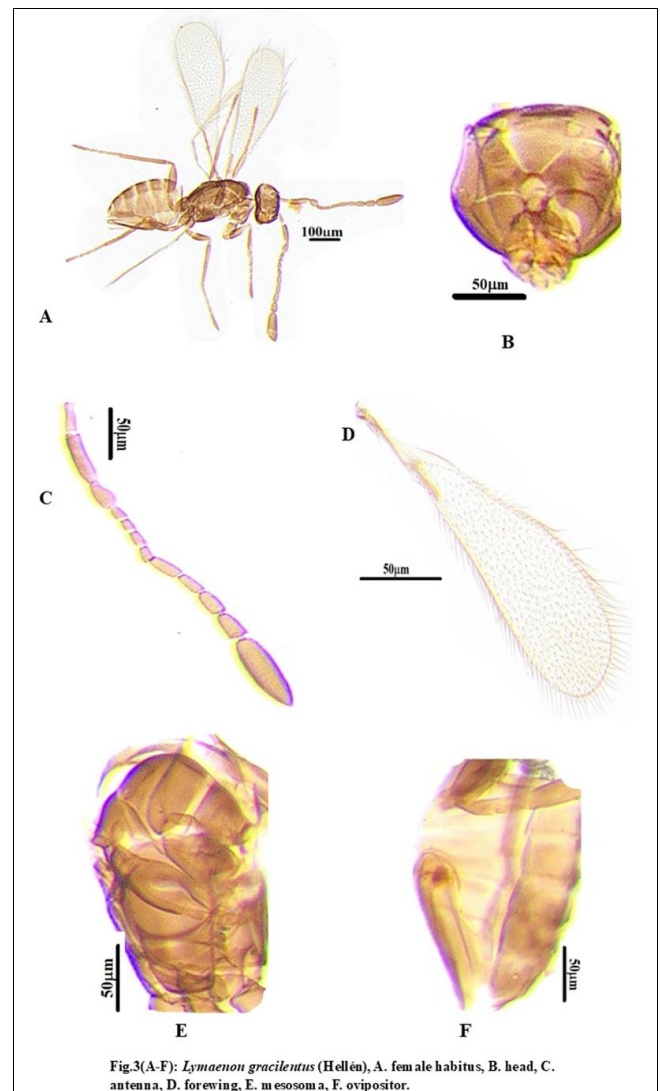 100μm
A
50μm
B
50μm
C
D
50μm
50μm
E
50μm
F
Fig.3(A-F): Lymaenon gracilentus (Hellén), A. female habitus, B. head, C.
antenna, D. forewing, E. mesosoma, F. ovipositor.